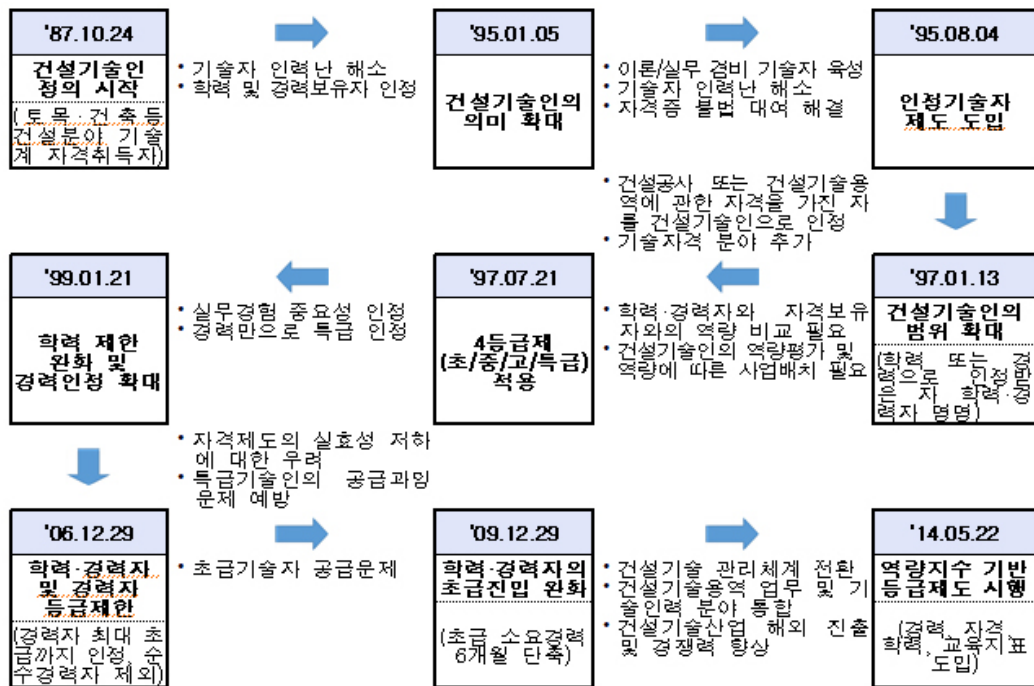 '87.10.24
건설기술인
정의 시작
(토목·건축등
건설분야 기술
계 자격취득자)
• 기술자 인력난 해소
• 학력 및 경력보유자 인정
'95.01.05
건설기술인의
의미 확대
• 이론/실무 겸비 기술자 육성
• 기술자 인력난 해소
• 자격증 불법 대여 해결
'95.08.04
인정기술자
제도 도입
• 건설공사 또는 건설기술용
역에 관한 자격을 가진 자
를 건설기술인으로 인정
• 기술자격 분야 추가
'97.01.13
건설기술인의
범위 확대
(학력 또는 경
력으로 인정받
은 자 학력·경
력자 명명)
• 학력·경력자와 자격보유
자와의 역량 비교 필요
• 건설기술인의 역량평가 및
역량에 따른 사업배치 필요
'97.07.21
4등급제
(초/중/고/특급)
적용
• 실무경험 중요성 인정
• 경력만으로 특급 인정
'99.01.21
학력 제한
완화 및
경력인정 확대
• 자격제도의 실효성 저하
에 대한 우려
• 특급기술인의 공급과잉
문제 예방
'06.12.29
학력·경력자
및 경력자
등급제한
(경력자 최대 초
급까지 인정, 순
수경력자 제외)
• 초급기술자 공급문제
'09.12.29
학력·경력자의
초급진입 완화
(초급 소요경력
6개월 단축)
• 건설기술 관리체계 전환
• 건설기술용역 업무 및 기
술인력 분야 통합
• 건설기술산업 해외 진출
및 경쟁력 향상
'14.05.22
역량지수 기반
등급제도 시행
(경력, 자격,
학력, 교육지표
도입)